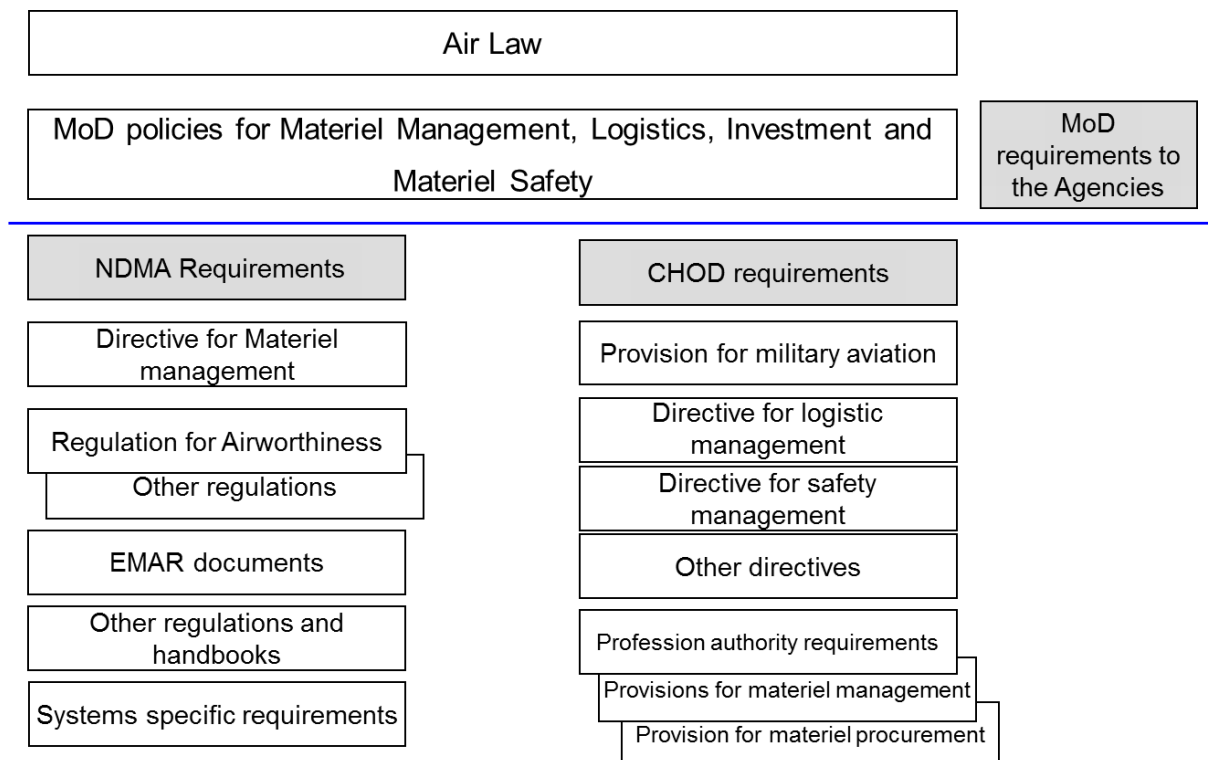 Air Law
MoD policies for Materiel Management, Logistics, Investment and
Materiel Safety
MoD
requirements to
the Agencies
NDMA Requirements
Directive for Materiel
management
Regulation for Airworthiness
Other regulations
EMAR documents
Other regulations and
handbooks
Systems specific requirements
CHOD requirements
Provision for military aviation
Directive for logistic
management
Directive for safety
management
Other directives
Profession authority requirements
Provisions for materiel management
Provision for materiel procurement